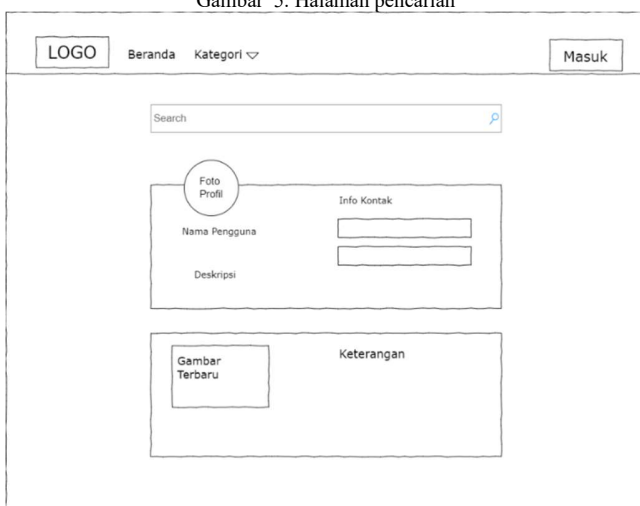 Gambar 5. Halaman pencarian
LOGO Beranda Kategori Masuk
Search
Foto
Profil
Info Kontak
Nama Pengguna
Deskripsi
Gambar
Terbaru
Keterangan